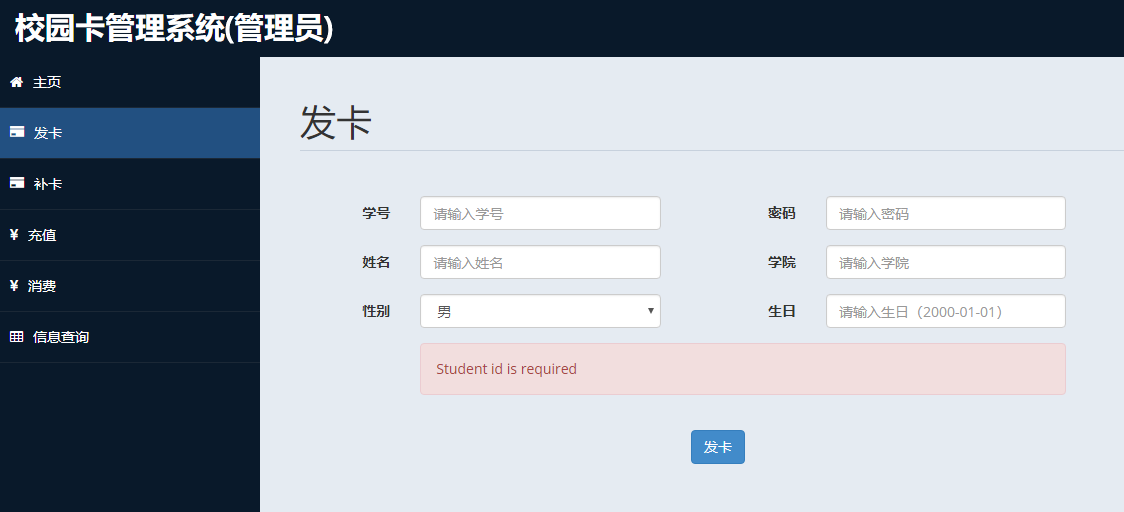 校园卡管理系统(管理员)
主页
发卡
补卡
¥ 充值
¥ 消费
信息查询
发卡
学号 请输入学号 密码 请输入密码
姓名 请输入姓名 学院 请输入学院
性别 男 生日 请输入生日（2000-01-01）
Student id is required
发卡